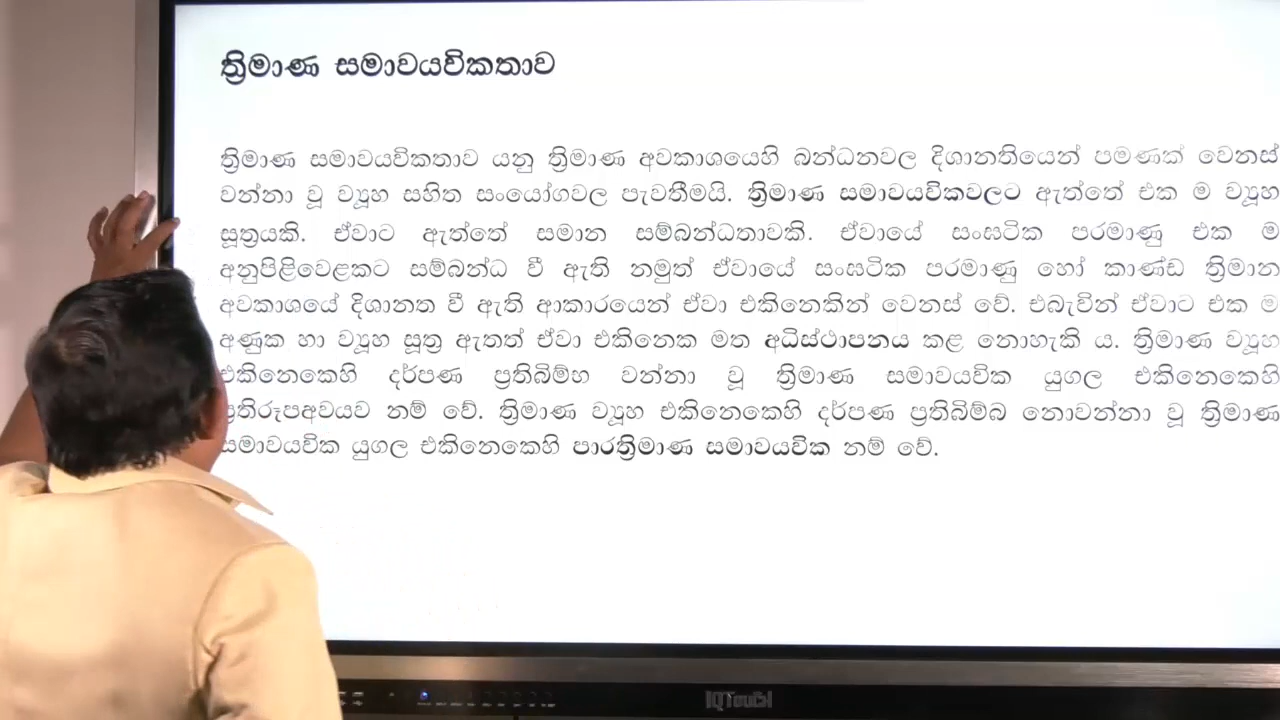 ත්‍රිමාණ සමාවයවිකතාව
ත්‍රිමාණ සමාවයවිකතාව යනු ත්‍රිමාණ අවකාශයෙහි බන්ධනවල දිශානතියෙන් පමණක් වෙනස්
වන්නා වූ ව්‍යූහ සහිත සංයෝගවල පැවතීමයි. ත්‍රිමාණ සමාවයවිකවලට ඇත්තේ එක ම ව්‍යූහ
සූත්‍රයකි. ඒවාට ඇත්තේ සමාන සම්බන්ධතාවකි. ඒවායේ සංඝටික පරමාණු එක ම
අනුපිළිවෙළකට සම්බන්ධ වී ඇති නමුත් ඒවායේ සංඝටික පරමාණු හෝ කාණ්ඩ ත්‍රිමාන
අවකාශයේ දිශානත වී ඇති ආකාරයෙන් ඒවා එකිනෙකින් වෙනස් වේ. එබැවින් ඒවාට එක ම
අණුක හා ව්‍යූහ සූත්‍ර ඇතත් ඒවා එකිනෙක මත අධිස්ථාපනය කළ නොහැකි ය. ත්‍රිමාණ ව්‍යූහ
එකිනෙකෙහි දර්පණ ප්‍රතිබිම්භ වන්නා වූ ත්‍රිමාණ සමාවයවික යුගල එකිනෙකෙහි
ප්‍රතිරූපඅවයව නම් වේ. ත්‍රිමාණ ව්‍යූහ එකිනෙකෙහි දර්පණ ප්‍රතිබිම්බ නොවන්නා වූ ත්‍රිමාණ
සමාවයවික යුගල එකිනෙකෙහි පාරත්‍රිමාණ සමාවයවික නම් වේ.
IQTouch